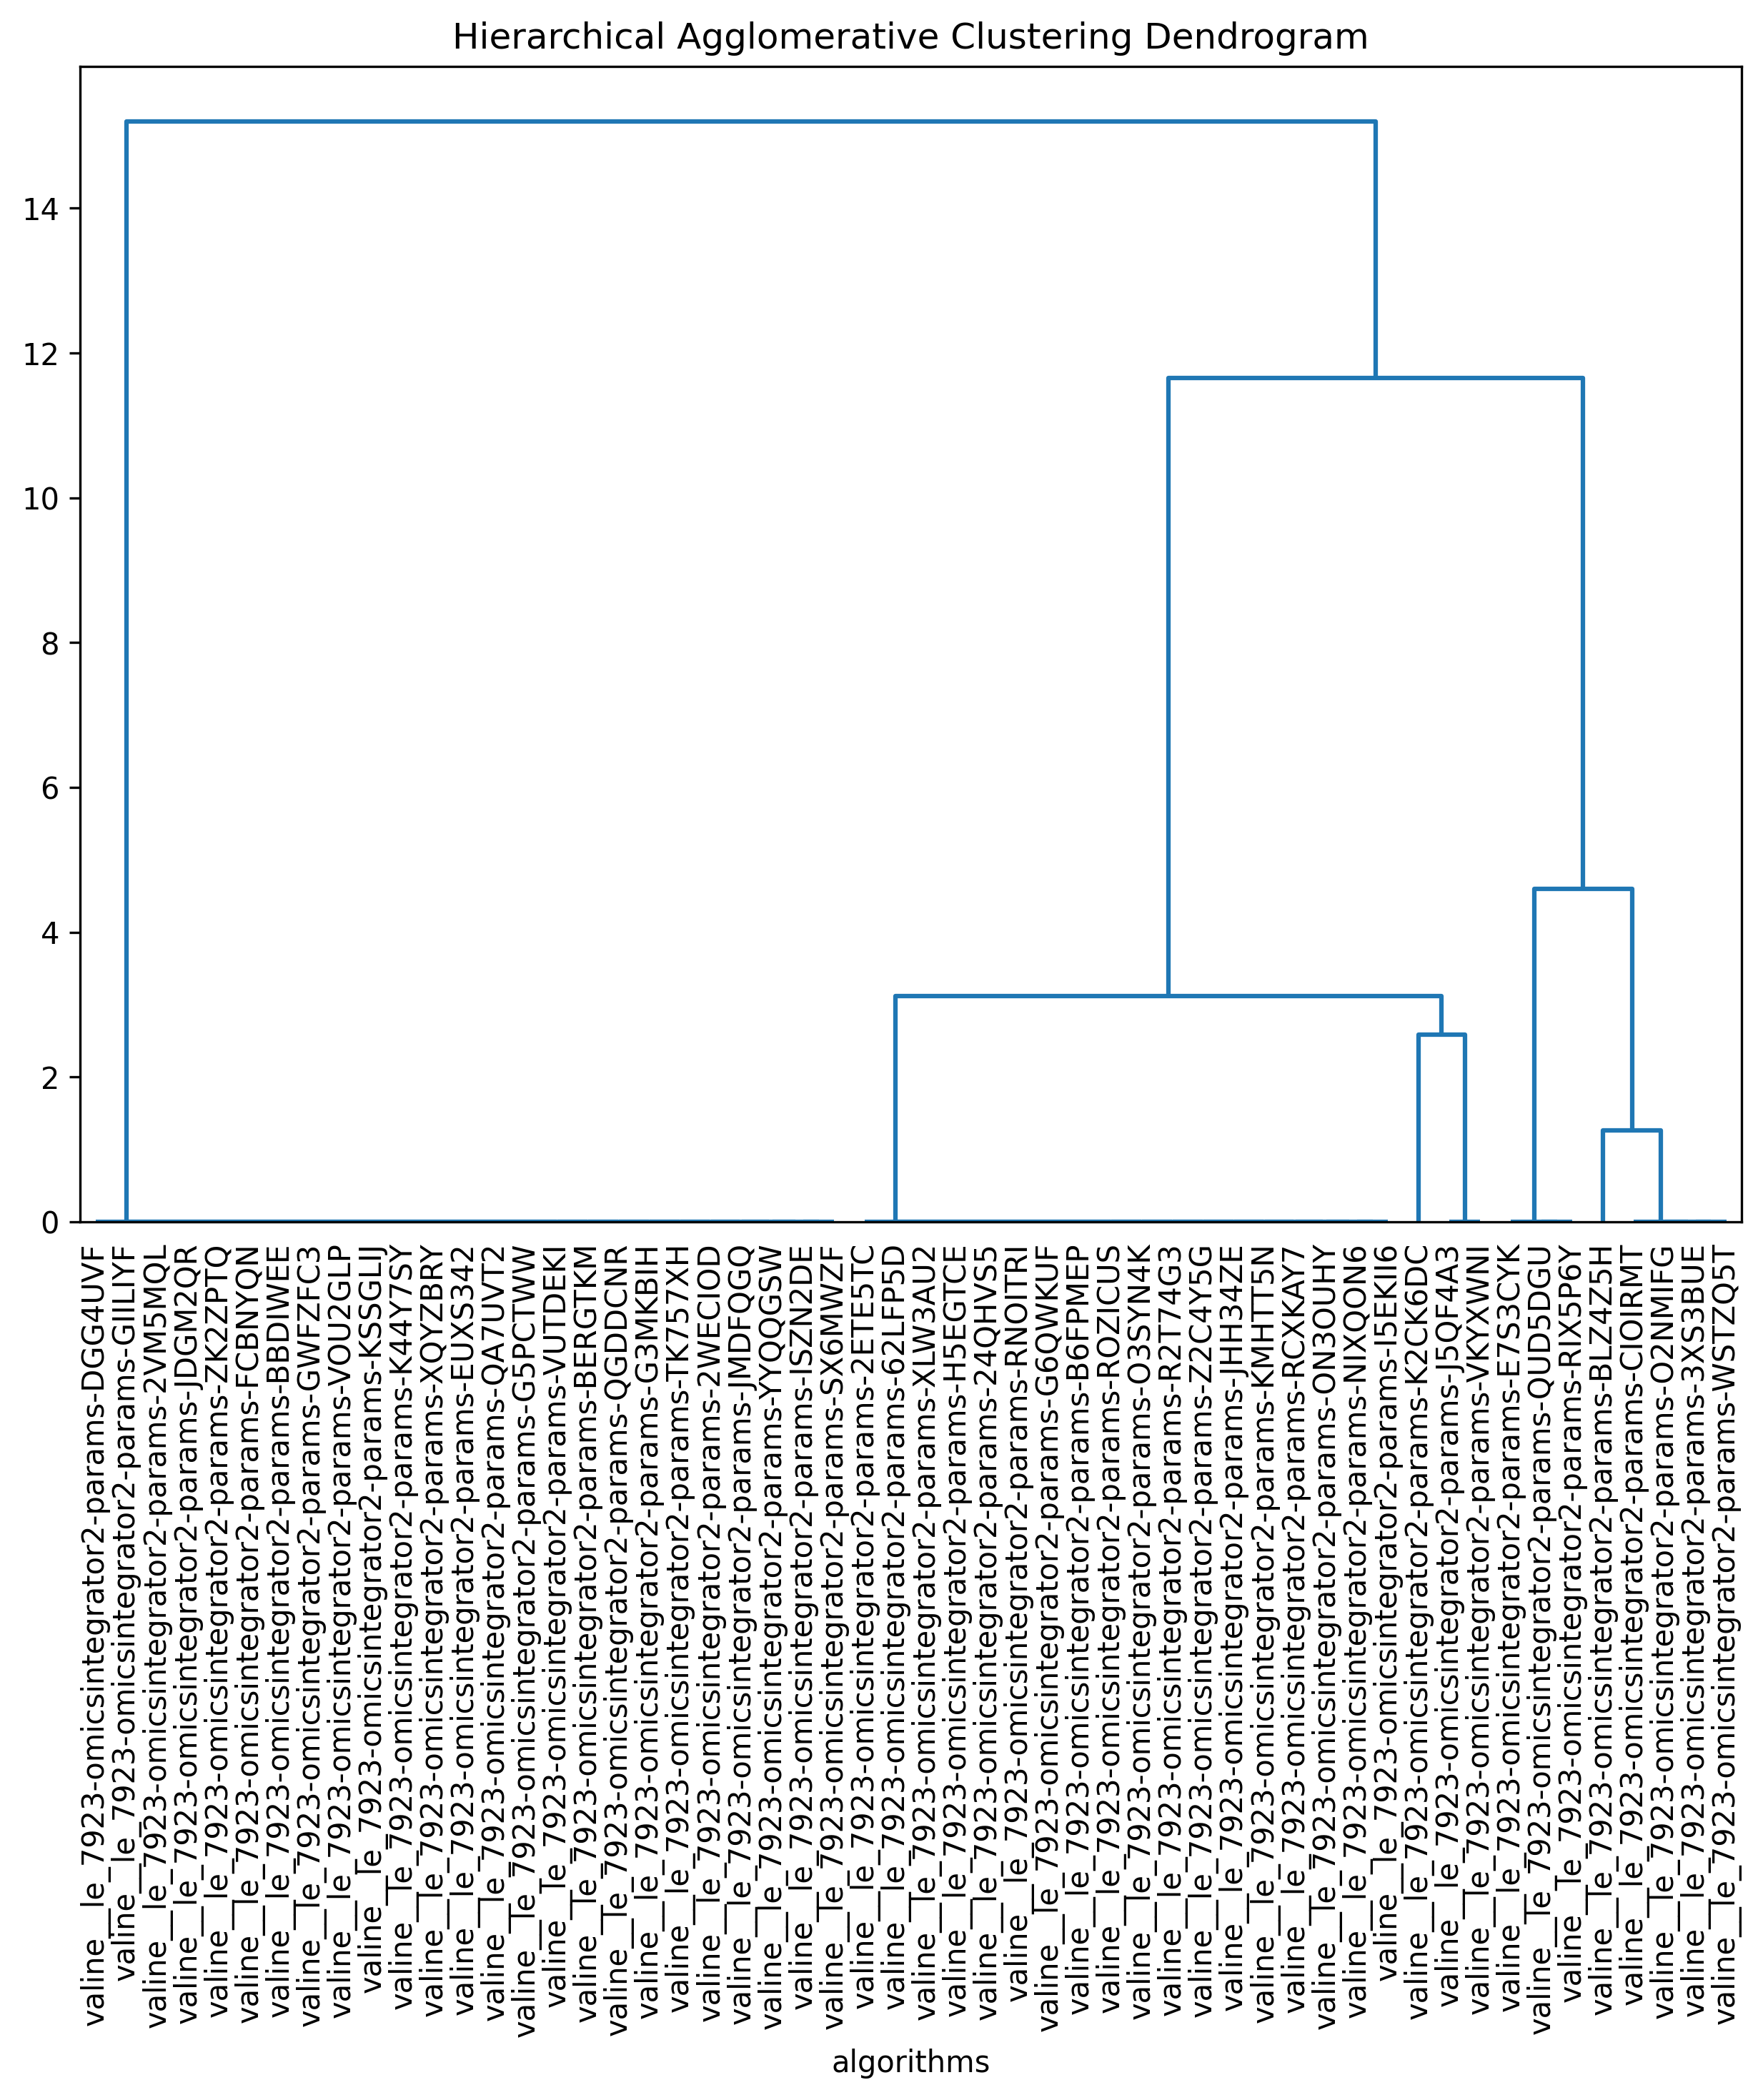 Hierarchical Agglomerative Clustering Dendrogram
14
12
10
8
6
4
2
0
valine__le_7923-omicsintegrator2-params-DGG4UVF
valine__le_7923-omicsintegrator2-params-GIILIYF
valine__le_7923-omicsintegrator2-params-2VM5MQL
valine__le_7923-omicsintegrator2-params-JDGM2QR
valine__le_7923-omicsintegrator2-params-ZK2ZPTQ
valine__le_7923-omicsintegrator2-params-FCBNYQN
valine__le_7923-omicsintegrator2-params-BBDIWEE
valine__le_7923-omicsintegrator2-params-GWFZFC3
valine__le_7923-omicsintegrator2-params-VOU2GLP
valine__le_7923-omicsintegrator2-params-KSSGLIJ
valine__le_7923-omicsintegrator2-params-K44Y7SY
valine__le_7923-omicsintegrator2-params-XQYZBRY
valine__le_7923-omicsintegrator2-params-EUXS342
valine__le_7923-omicsintegrator2-params-QA7UVT2
valine__le_7923-omicsintegrator2-params-G5PCTWW
valine__le_7923-omicsintegrator2-params-VUTDEKI
valine__le_7923-omicsintegrator2-params-BERGTKM
valine__le_7923-omicsintegrator2-params-QGDDCNR
valine__le_7923-omicsintegrator2-params-G3MKBIH
valine__le_7923-omicsintegrator2-params-TK757XH
valine__le_7923-omicsintegrator2-params-2WECIOD
valine__le_7923-omicsintegrator2-params-JMDFQGQ
valine__le_7923-omicsintegrator2-params-YYQQGSW
valine__le_7923-omicsintegrator2-params-ISZN2DE
valine__le_7923-omicsintegrator2-params-SX6MWZF
valine__le_7923-omicsintegrator2-params-2ETE5TC
valine__le_7923-omicsintegrator2-params-62LFP5D
valine__le_7923-omicsintegrator2-params-XLW3AU2
valine__le_7923-omicsintegrator2-params-H5EGTCE
valine__le_7923-omicsintegrator2-params-24QHVS5
valine__le_7923-omicsintegrator2-params-RNOITRI
valine__le_7923-omicsintegrator2-params-G6QWKUF
valine__le_7923-omicsintegrator2-params-B6FPMEP
valine__le_7923-omicsintegrator2-params-ROZICUS
valine__le_7923-omicsintegrator2-params-O3SYN4K
valine__le_7923-omicsintegrator2-params-R2T74G3
valine__le_7923-omicsintegrator2-params-Z2C4Y5G
valine__le_7923-omicsintegrator2-params-JHH34ZE
valine__le_7923-omicsintegrator2-params-KMHTT5N
valine__le_7923-omicsintegrator2-params-RCXKAY7
valine__le_7923-omicsintegrator2-params-ON3OUHY
valine__le_7923-omicsintegrator2-params-NIXQON6
valine__le_7923-omicsintegrator2-params-I5EKII6
valine__le_7923-omicsintegrator2-params-K2CK6DC
valine__le_7923-omicsintegrator2-params-J5QF4A3
valine__le_7923-omicsintegrator2-params-VKYXWNI
valine__le_7923-omicsintegrator2-params-E7S3CYK
valine__le_7923-omicsintegrator2-params-QUD5DGU
valine__le_7923-omicsintegrator2-params-RIX5P6Y
valine__le_7923-omicsintegrator2-params-BLZ4Z5H
valine__le_7923-omicsintegrator2-params-CIOIRMT
valine__le_7923-omicsintegrator2-params-O2NMIFG
valine__le_7923-omicsintegrator2-params-3XS3BUE
valine__le_7923-omicsintegrator2-params-WSTZQ5T
algorithms